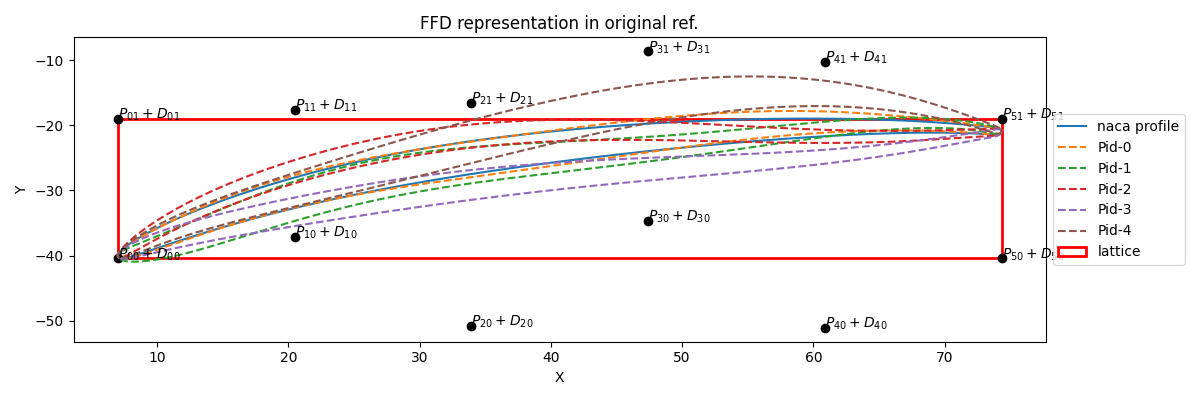 FFD representation in original ref.
P31 + D31
P41 + D41
−10
P21 + D21
P11 + D11
P01 + D01
P51 + D51
−20
naca profile
Pid-0
Pid-1
Pid-2
Pid-3
Pid-4
lattice
Y
−30
P30 + D30
P10 + D10
−40
P00 + D00
P50 + D50
−50
P20 + D20
P40 + D40
10 20 30 40 50 60 70
X